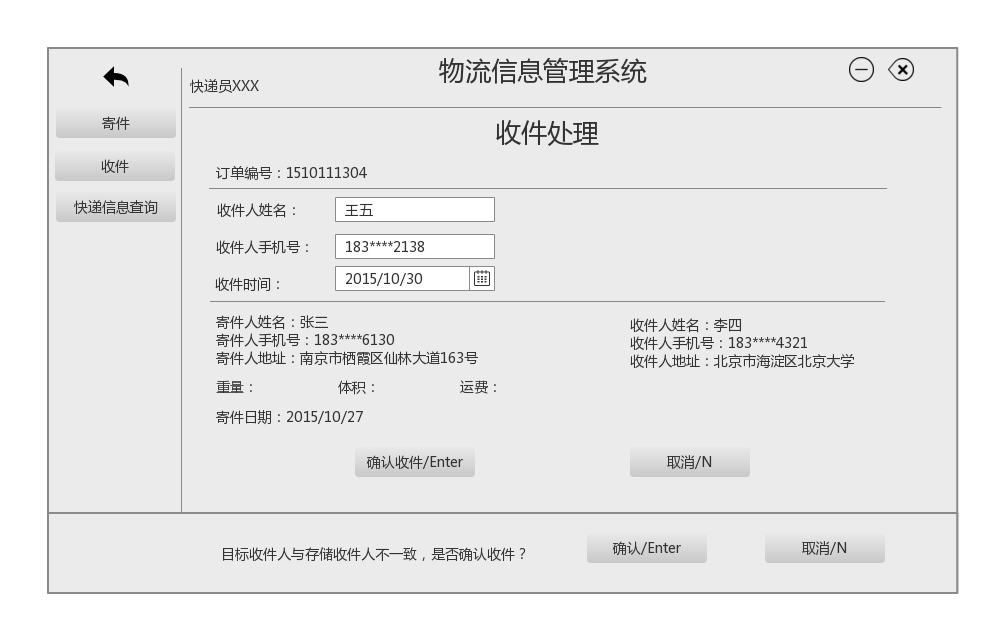 物流信息管理系统
快递员XXX
寄件
收件
快递信息查询
收件处理
订单编号：1510111304
收件人姓名： 王五
收件人手机号： 183****2138
收件时间： 2015/10/30
寄件人姓名：张三
寄件人手机号：183****6130
寄件人地址：南京市栖霞区仙林大道163号
收件人姓名：李四
收件人手机号：183****4321
收件人地址：北京市海淀区北京大学
重量： 体积： 运费：
寄件日期：2015/10/27
确认收件/Enter 取消/N
目标收件人与存储收件人不一致，是否确认收件？ 确认/Enter 取消/N